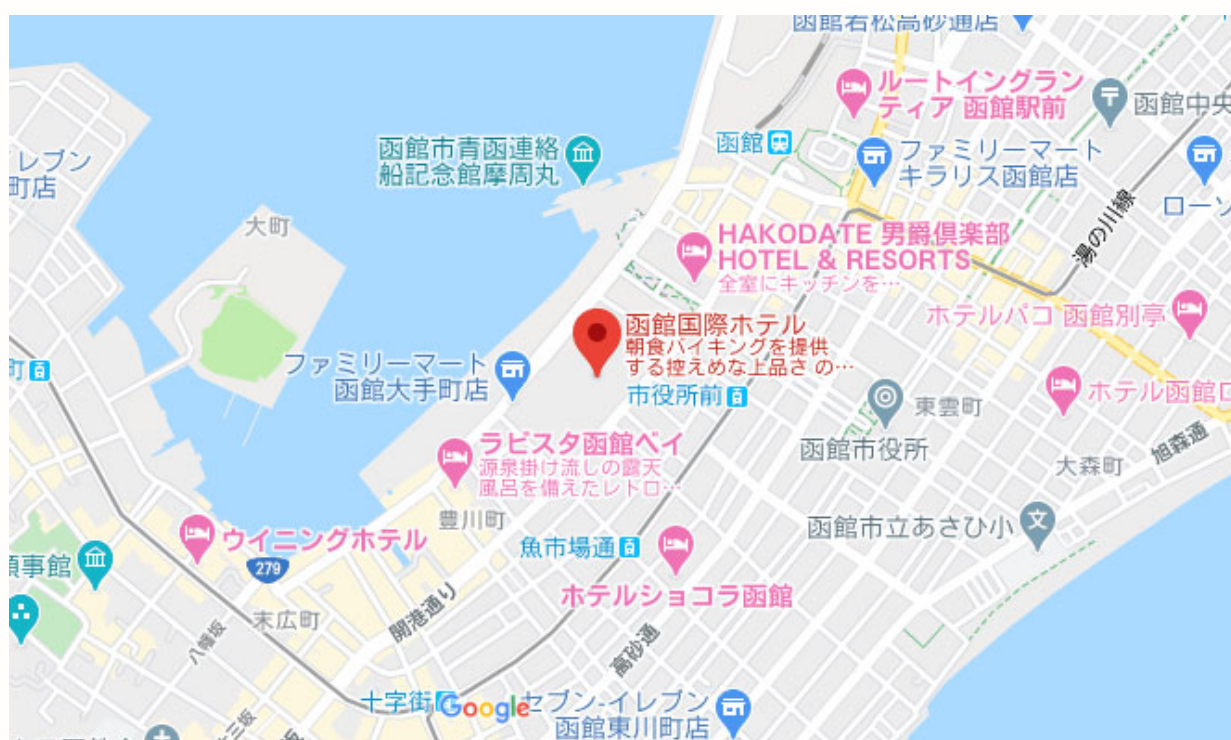 函館若松高砂通店
ルートイングラン
ティア 函館駅前
函館中央
函館市青函連絡
船記念館摩周丸
函館
ファミリーマート
キラリス函館店
イレブン
町店
ローソ
大町
湯の川線
HAKODATE 男爵倶楽部
HOTEL & RESORTS
全室にキッチンを…
ホテルパコ 函館別亭
函館国際ホテル
朝食バイキングを提供
する控えめな上品さ の…
ファミリーマート
函館大手町店
町
市役所前
ホテル函館ロ
東雲町
函館市役所
ラビスタ函館ベイ
源泉掛け流しの露天
風呂を備えたレドロ…
旭森通
大森町
豊川町
函館市立あさひ小
ウイニングホテル
魚市場通
領事館
279
ホテルショコラ函館
末広町
開港通り
八幡坂
高砂通
十字街
Google
セブン-イレブン
函館東川町店
十三坂